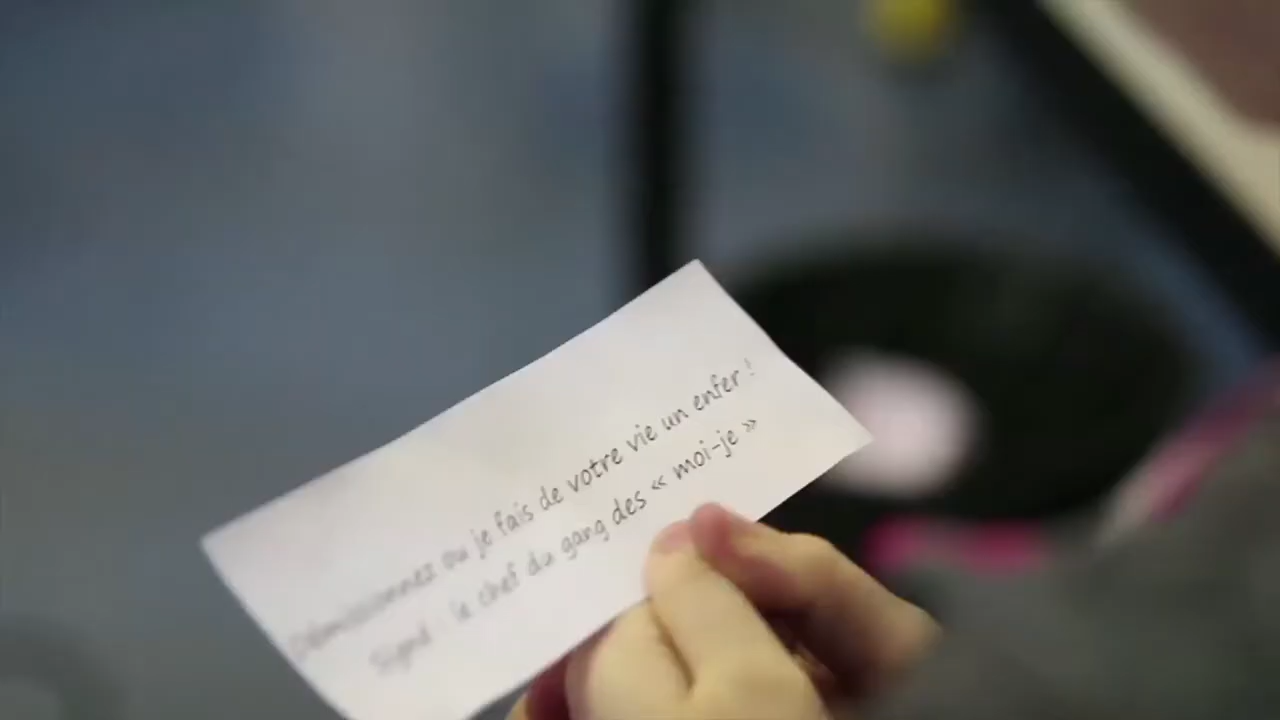 Démissionnez ou je fais de votre vie un enfer !
Signé : le chef du gang des « moi-je »